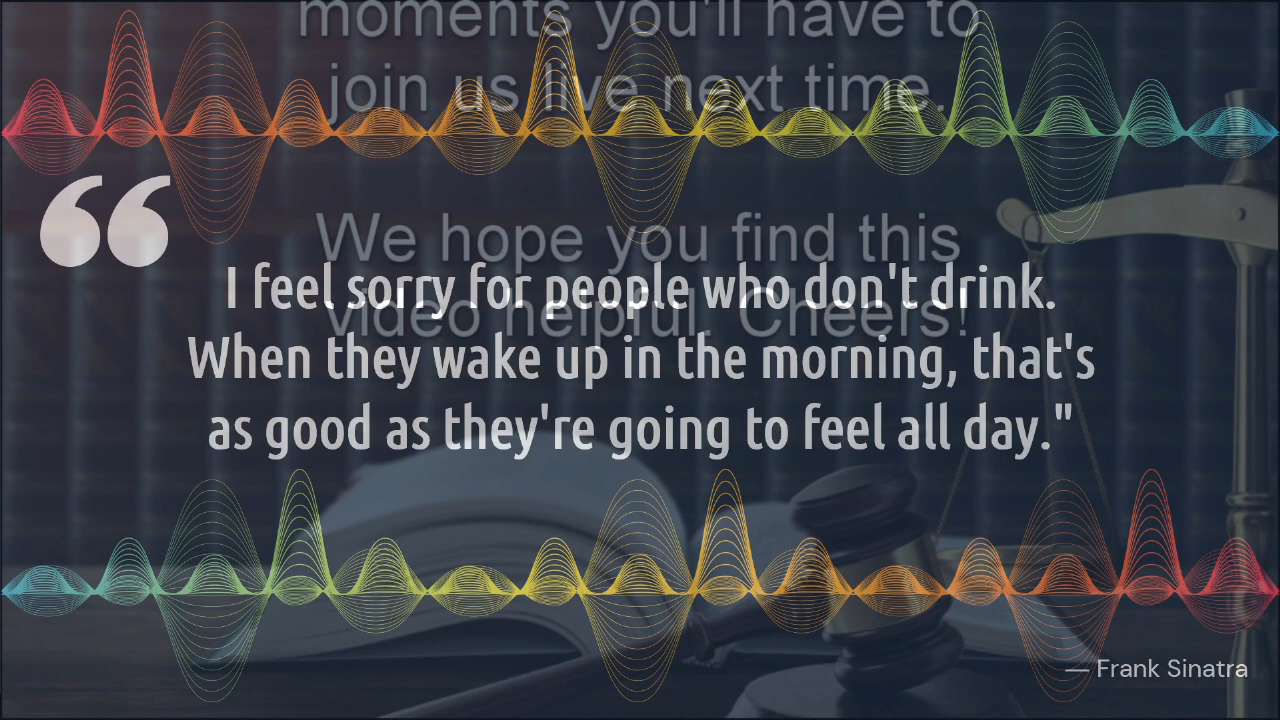 moments you'll have to
join us live next time.
We hope you find this
video helpful. Cheers!
“
I feel sorry for people who don't drink.
When they wake up in the morning, that's
as good as they're going to feel all day."
— Frank Sinatra